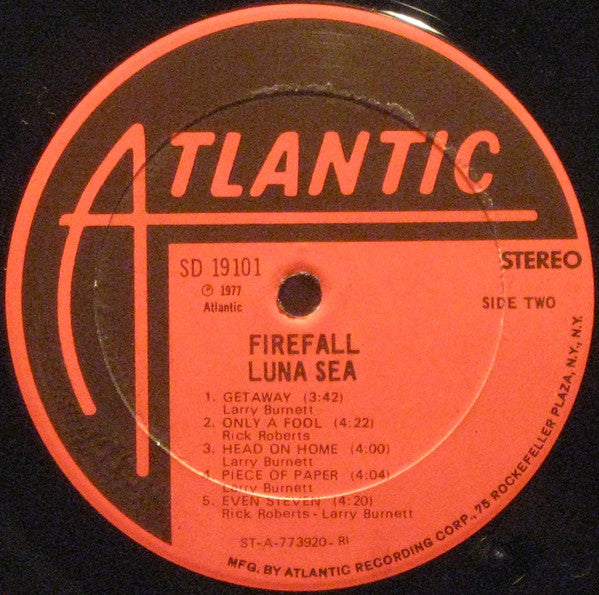 ATLANTIC
SD 19101
STEREO
℗ 1977
Atlantic
SIDE TWO
FIREFALL
LUNA SEA
1. GETAWAY (3:42)
Larry Burnett
2. ONLY A FOOL (4:22)
Rick Roberts
3. HEAD ON HOME (4:00)
Larry Burnett
4. PIECE OF PAPER (4:04)
Larry Burnett
5. EVEN STEVEN (4:20)
Rick Roberts - Larry Burnett
ST-A-773920- RI
MFG. BY ATLANTIC RECORDING CORP., 75 ROCKEFELLER PLAZA, N.Y., N.Y.